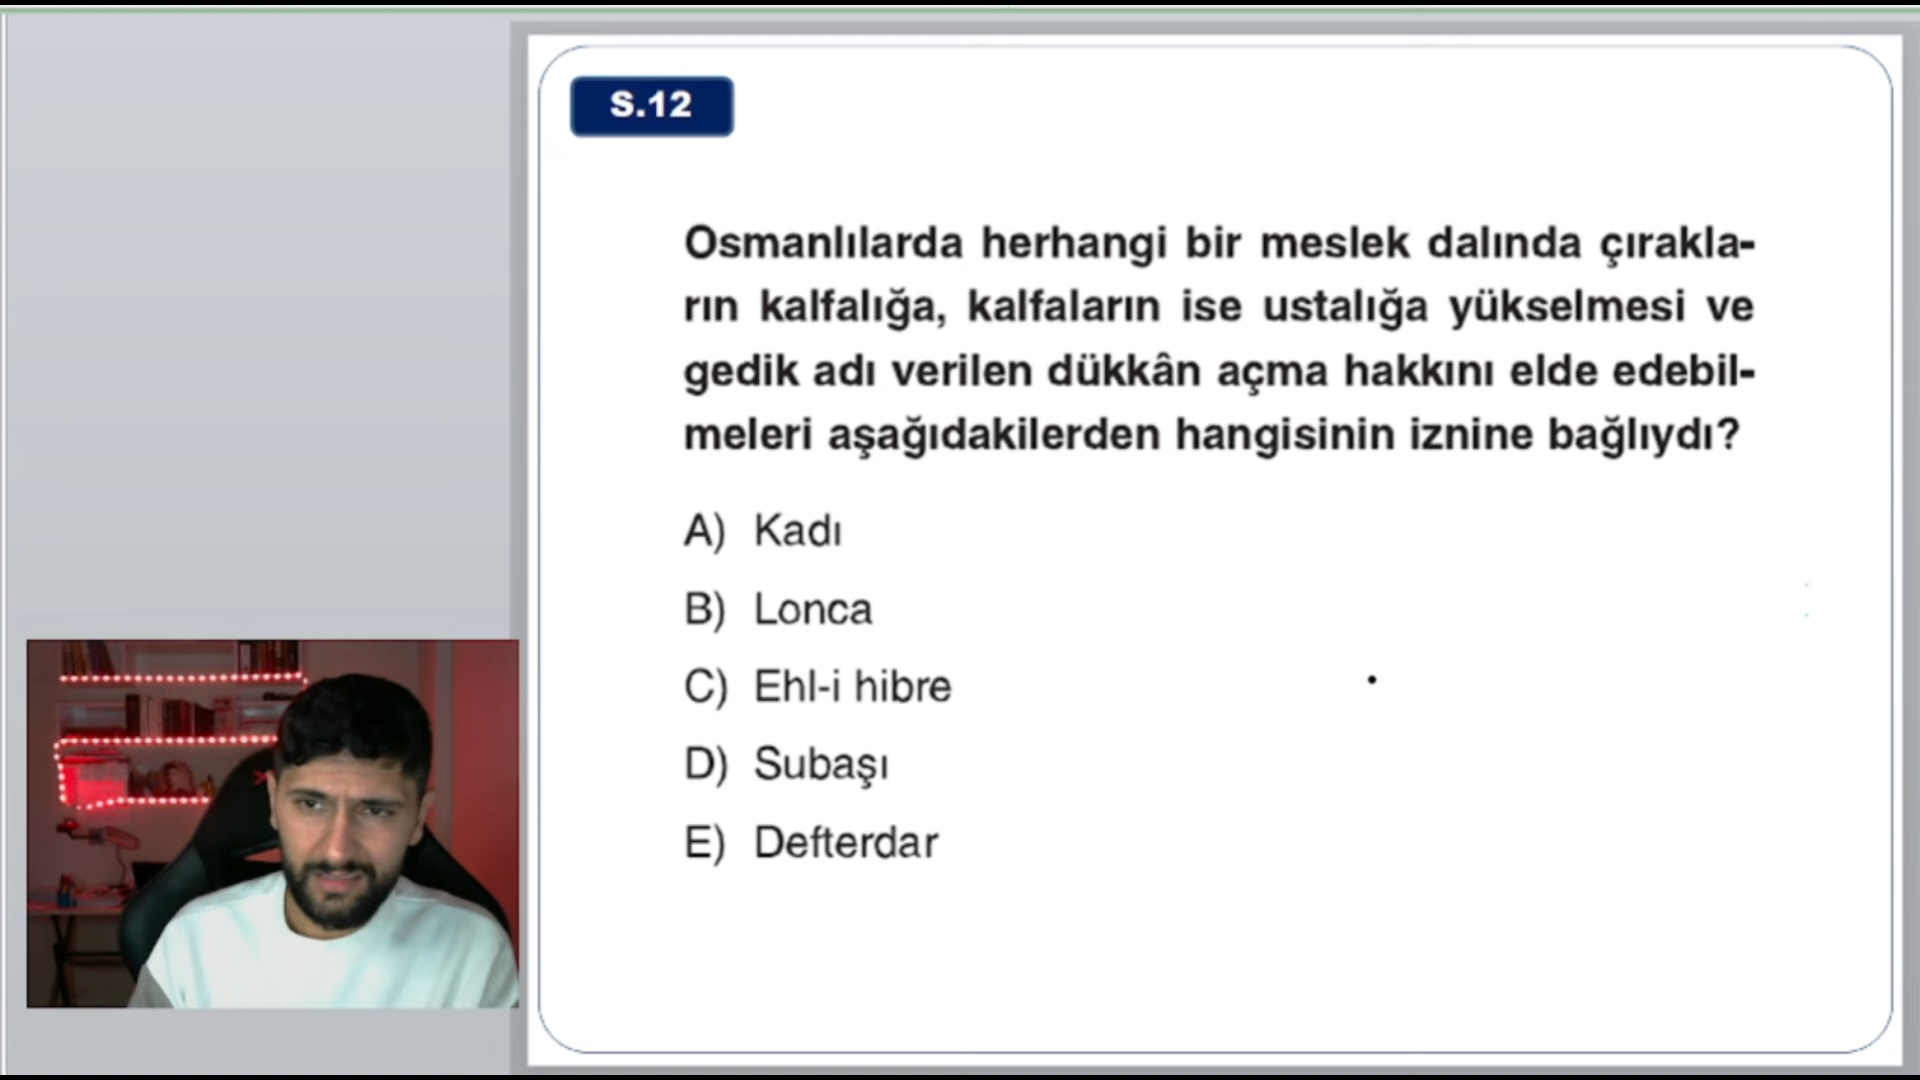 S.12
Osmanlılarda herhangi bir meslek dalında çırakla-
rın kalfalığa, kalfaların ise ustalığa yükselmesi ve
gedik adı verilen dükkân açma hakkını elde edebil-
meleri aşağıdakilerden hangisinin iznine bağlıydı?
A) Kadı
B) Lonca
C) Ehl-i hibre
D) Subaşı
E) Defterdar